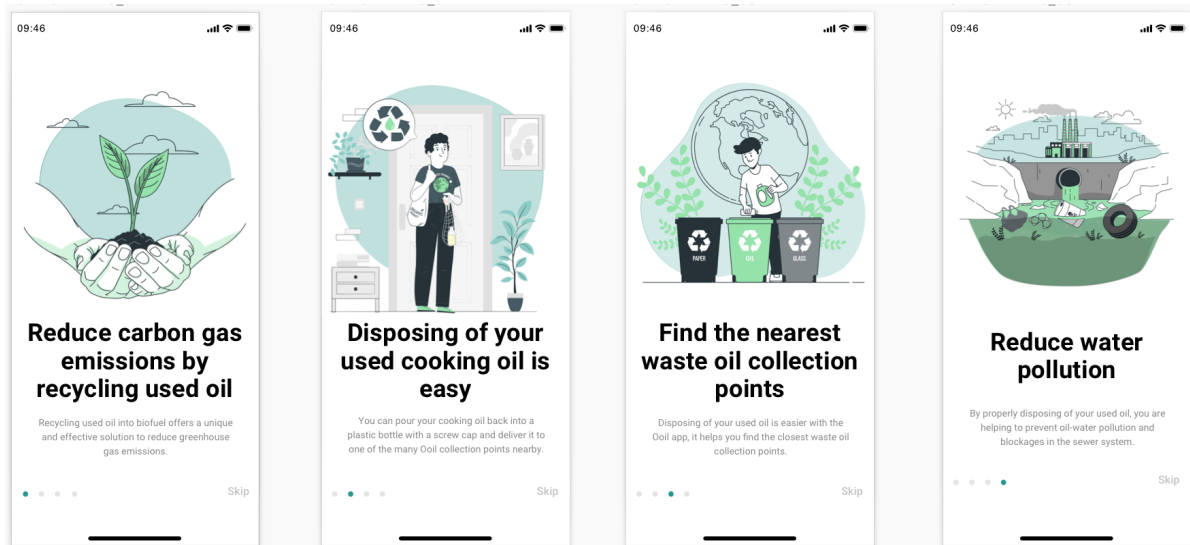 09:46
Reduce carbon gas
emissions by
recycling used oil
Recycling used oil into biofuel offers a unique
and effective solution to reduce greenhouse
gas emissions.
Skip
09:46
Disposing of your
used cooking oil is
easy
You can pour your cooking oil back into a
plastic bottle with a screw cap and deliver it to
one of the many Ooil collection points nearby.
Skip
09:46
PAPER
OIL
GLASS
Find the nearest
waste oil collection
points
Disposing of your used oil is easier with the
Ooil app, it helps you find the closest waste oil
collection points.
Skip
09:46
Reduce water
pollution
By properly disposing of your used oil, you are
helping to prevent oil-water pollution and
blockages in the sewer system.
Skip